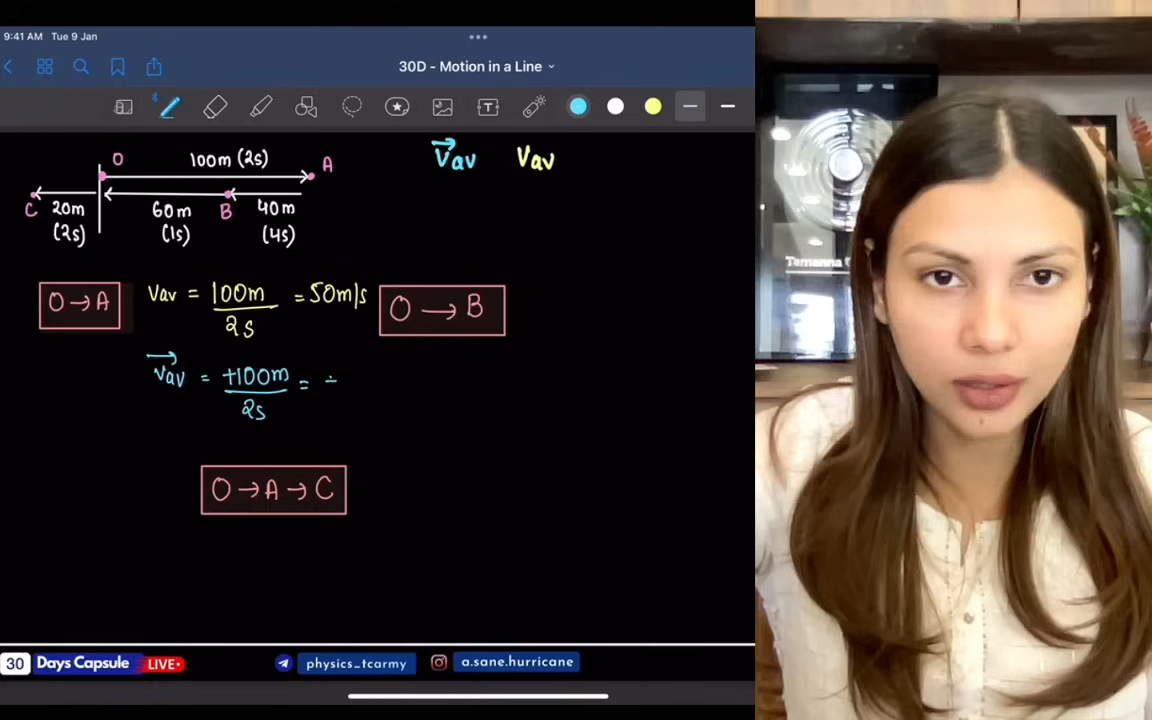 9:41 AM Tue 9 Jan
30D - Motion in a Line
O 100m (2s) A
V⃗av Vav
C 20m (2s) 60m (1s) B 40m (4s)
O → A Vav = 100m / 2s = 50m/s
O → B
V⃗av = +100m / 2s = +
O → A → C
30 Days Capsule LIVE
physics_tcarmy
a.sane.hurricane